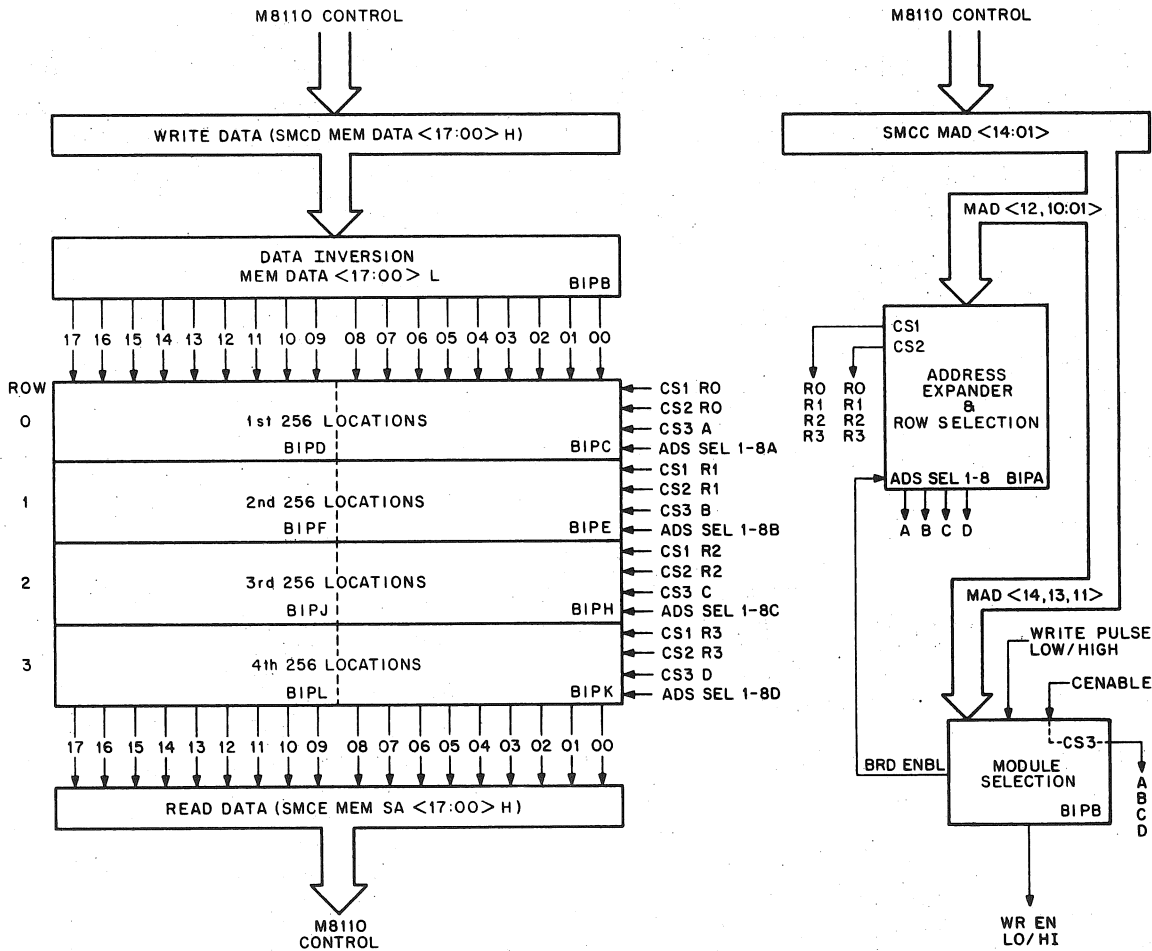 M8110 CONTROL
WRITE DATA (SMCD MEM DATA <17:00> H)
DATA INVERSION
MEM DATA <17:00> L
BIPB
17 16 15 14 13 12 11 10 09 08 07 06 05 04 03 02 01 00
ROW
0
1st 256 LOCATIONS
BIPD
BIPC
CS1 R0
CS2 R0
CS3 A
ADS SEL 1-8A
1
2nd 256 LOCATIONS
BIPF
BIPE
CS1 R1
CS2 R1
CS3 B
ADS SEL 1-8B
2
3rd 256 LOCATIONS
BIPJ
BIPH
CS1 R2
CS2 R2
CS3 C
ADS SEL 1-8C
3
4th 256 LOCATIONS
BIPL
BIPK
CS1 R3
CS2 R3
CS3 D
ADS SEL 1-8D
17 16 15 14 13 12 11 10 09 08 07 06 05 04 03 02 01 00
READ DATA (SMCE MEM SA <17:00> H)
M8110
CONTROL
M8110 CONTROL
SMCC MAD <14:01>
MAD <12,10:01>
CS1
CS2
R0 R0
R1 R1
R2 R2
R3 R3
ADDRESS
EXPANDER
&
ROW SELECTION
ADS SEL 1-8 BIPA
A B C D
MAD <14,13,11>
WRITE PULSE
LOW/HIGH
CENABLE
CS3
BRD ENBL
MODULE
SELECTION
BIPB
A
B
C
D
WR EN
LO/HI